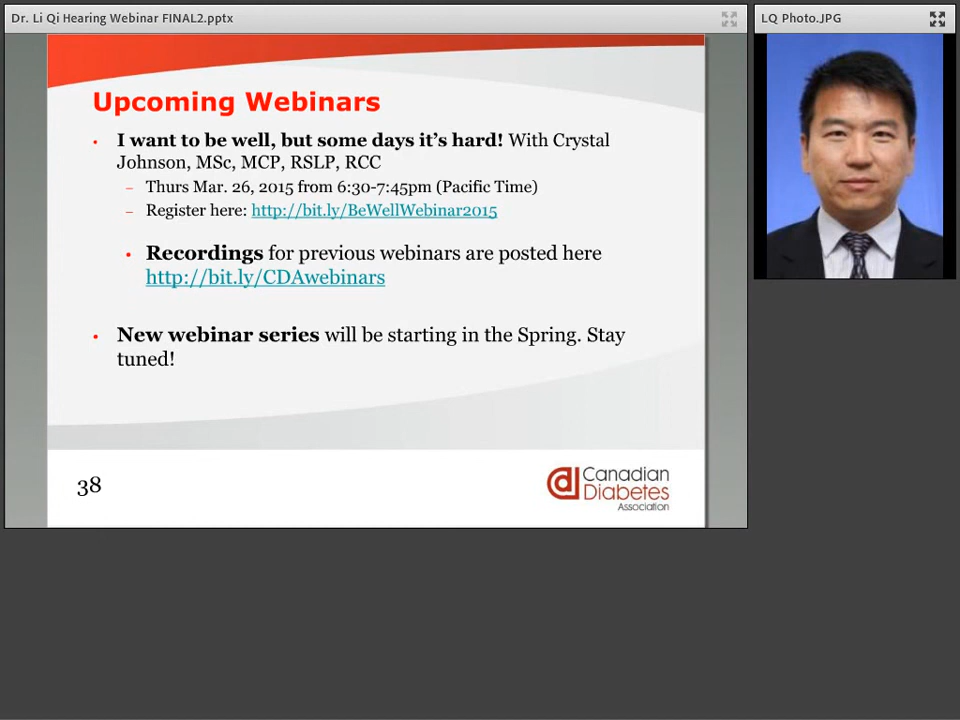 Dr. Li Qi Hearing Webinar FINAL2.pptx
LQ Photo.JPG
Upcoming Webinars
• I want to be well, but some days it’s hard! With Crystal
Johnson, MSc, MCP, RSLP, RCC
– Thurs Mar. 26, 2015 from 6:30-7:45pm (Pacific Time)
– Register here: http://bit.ly/BeWellWebinar2015
• Recordings for previous webinars are posted here
http://bit.ly/CDAwebinars
• New webinar series will be starting in the Spring. Stay
tuned!
38
Canadian
Diabetes
Association